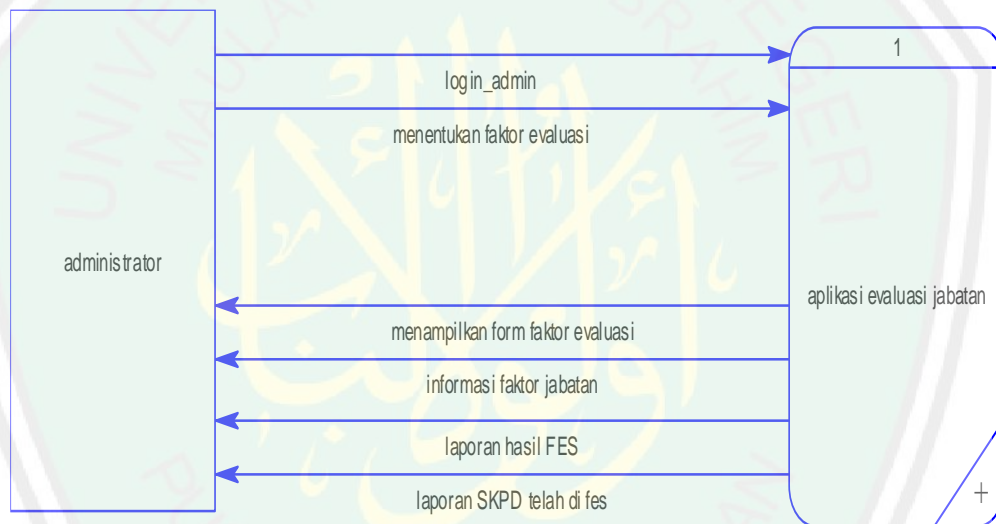 1
login_admin
menentukan faktor evaluasi
administrator
aplikasi evaluasi jabatan
menampilkan form faktor evaluasi
informasi faktor jabatan
laporan hasil FES
laporan SKPD telah di fes
+